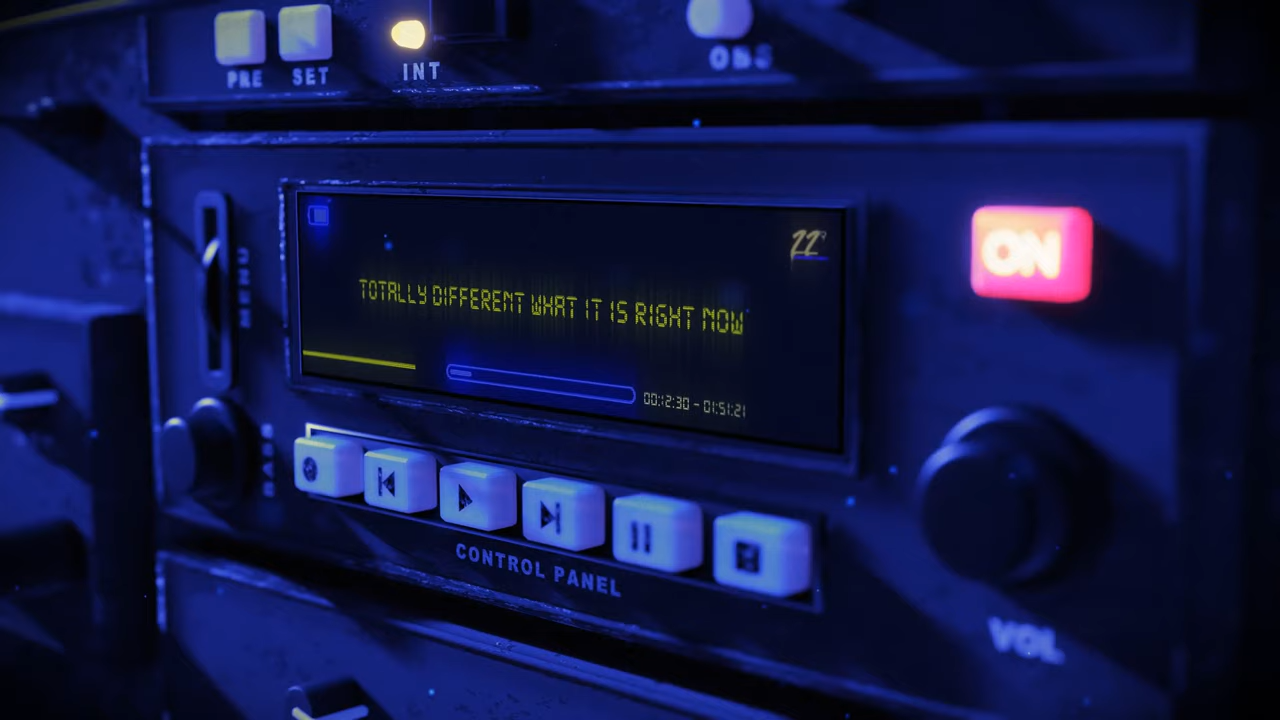 PRE SET INT OBS
22°
MENU
TOTALLY DIFFERENT WHAT IT IS RIGHT NOW
00:12:30 - 01:51:21
ON
CONTROL PANEL
VOL